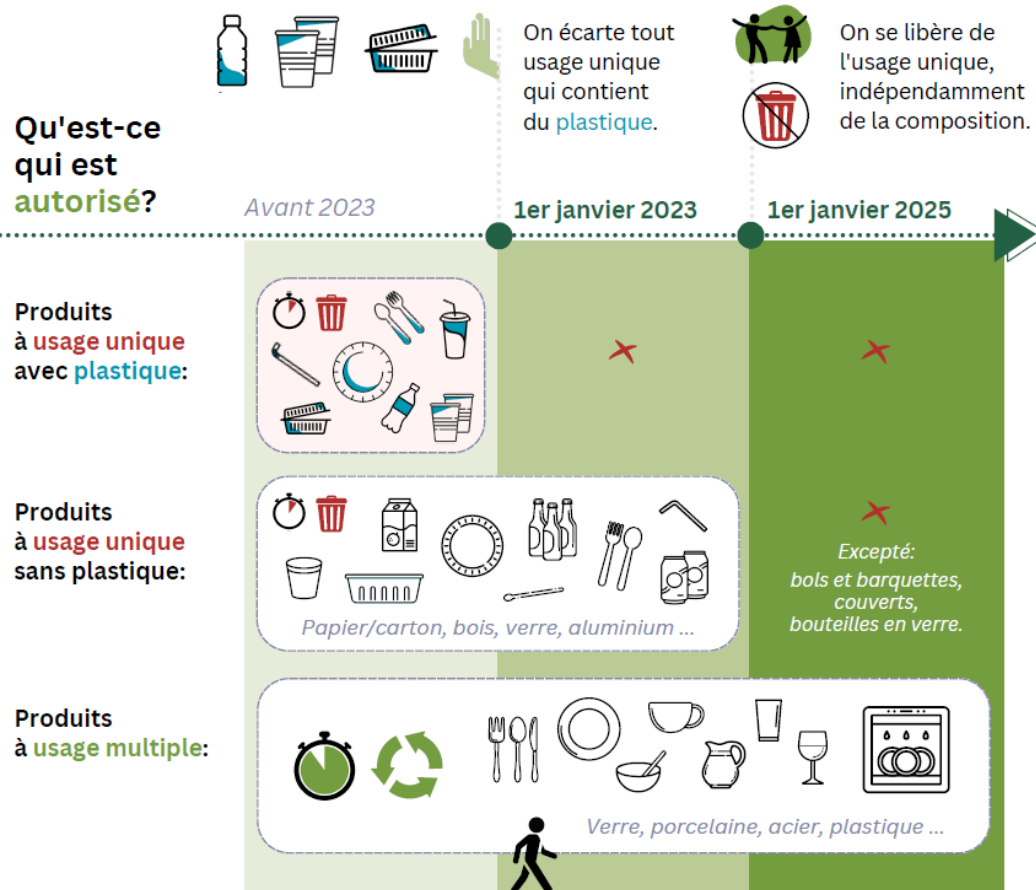 On écarte tout
usage unique
qui contient
du plastique.
On se libère de
l'usage unique,
indépendamment
de la composition.
Qu'est-ce
qui est
autorisé?
Avant 2023
1er janvier 2023
1er janvier 2025
Produits
à usage unique
avec plastique:
Produits
à usage unique
sans plastique:
Papier/carton, bois, verre, aluminium ...
Excepté:
bols et barquettes,
couverts,
bouteilles en verre.
Produits
à usage multiple:
Verre, porcelaine, acier, plastique ...